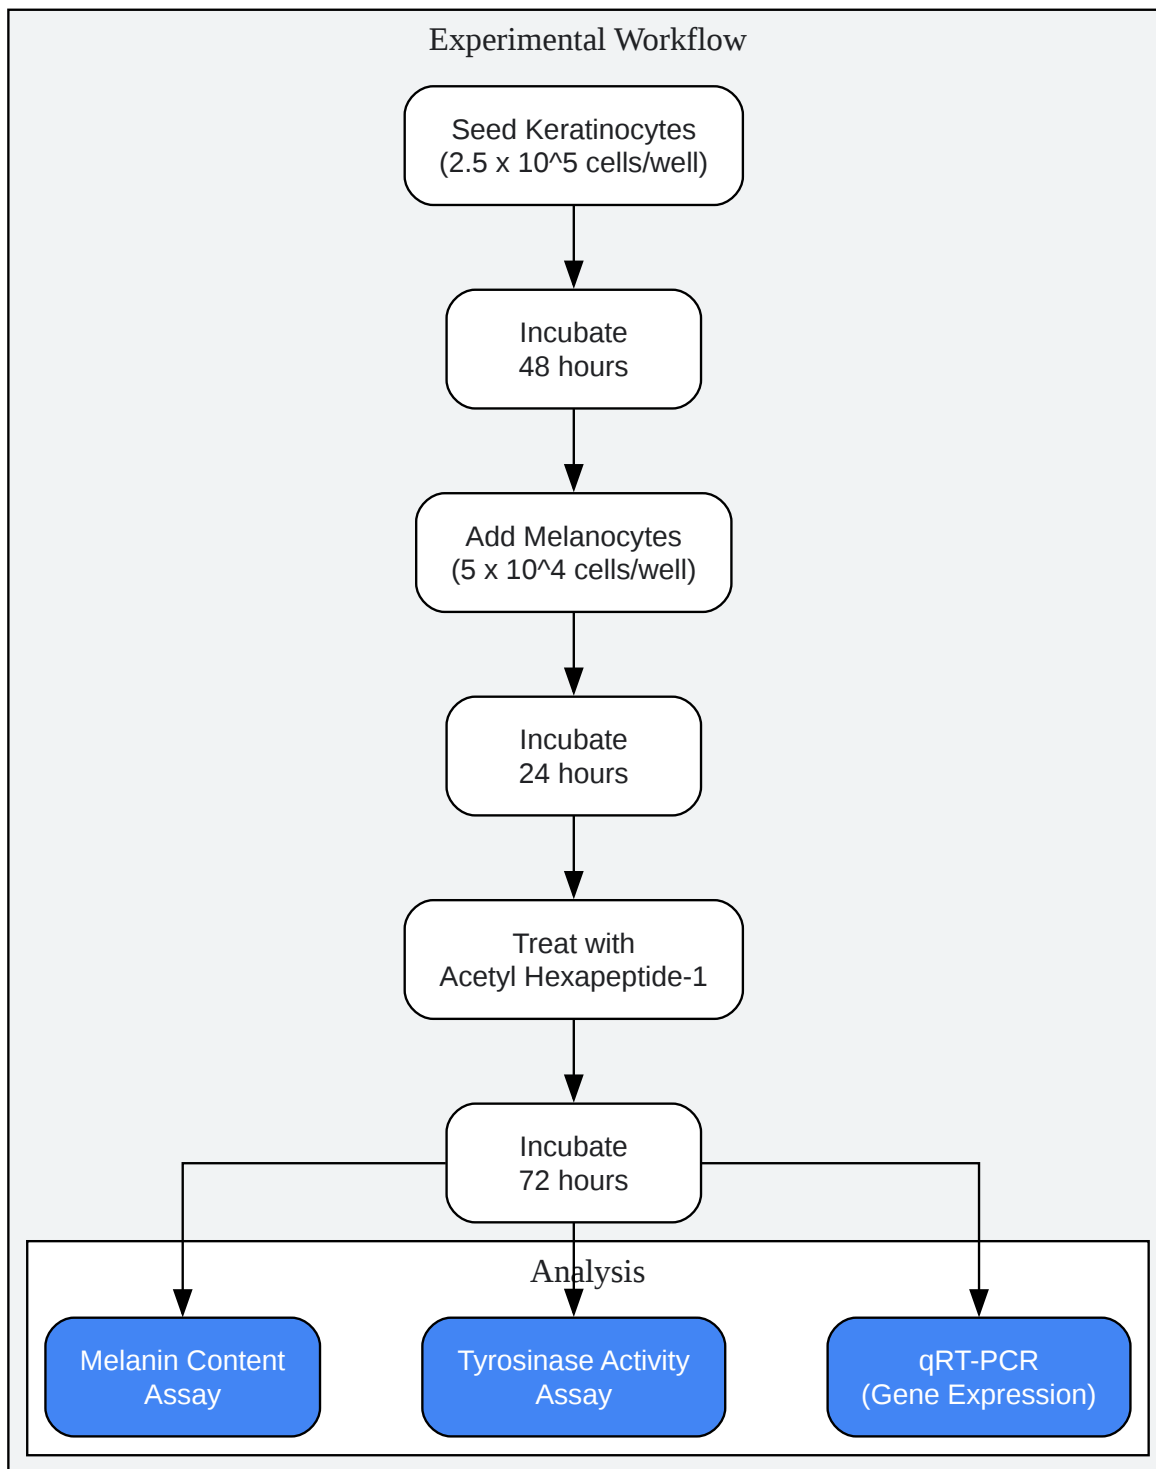 Experimental Workflow
Seed Keratinocytes
(2.5 x 10^5 cells/well)
Incubate
48 hours
Add Melanocytes
(5 x 10^4 cells/well)
Incubate
24 hours
Treat with
Acetyl Hexapeptide-1
Incubate
72 hours
Analysis
Melanin Content
Assay
Tyrosinase Activity
Assay
qRT-PCR
(Gene Expression)